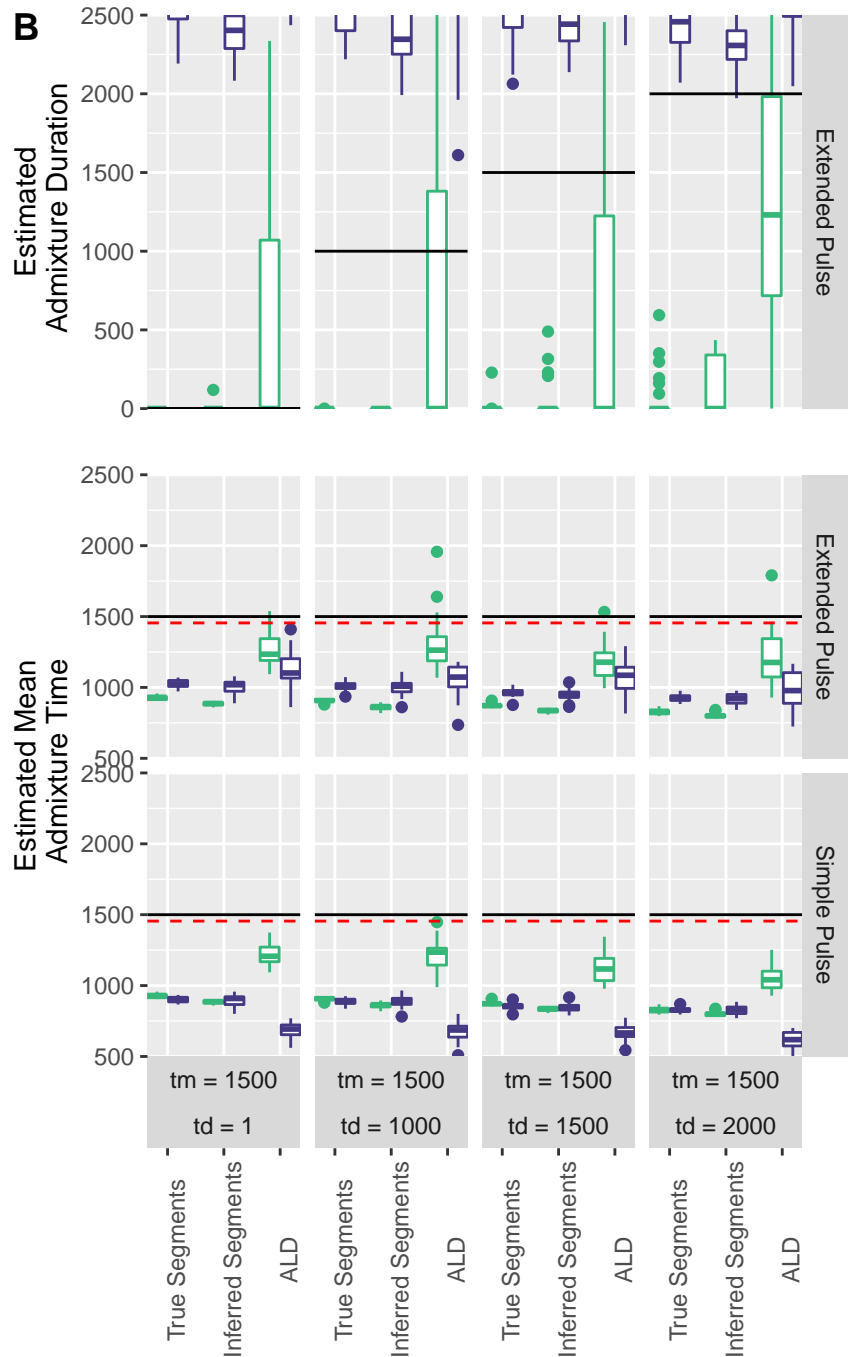 B
Estimated
Admixture Duration
2500
2000
1500
1000
500
0
Extended Pulse
Estimated Mean
Admixture Time
2500
2000
1500
1000
500
Extended Pulse
2500
2000
1500
1000
500
Simple Pulse
tm = 1500
tm = 1500
tm = 1500
tm = 1500
td = 1
td = 1000
td = 1500
td = 2000
True Segments
Inferred Segments
ALD
True Segments
Inferred Segments
ALD
True Segments
Inferred Segments
ALD
True Segments
Inferred Segments
ALD